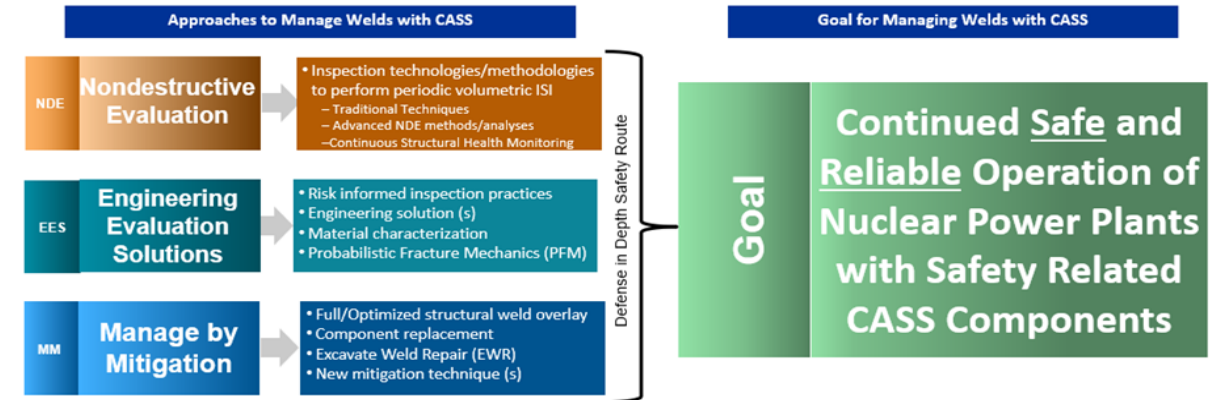 Approaches to Manage Welds with CASS
Goal for Managing Welds with CASS
NDE
Nondestructive
Evaluation
• Inspection technologies/methodologies
to perform periodic volumetric ISI
– Traditional Techniques
– Advanced NDE methods/analyses
–Continuous Structural Health Monitoring
EES
Engineering
Evaluation
Solutions
• Risk informed inspection practices
• Engineering solution (s)
• Material characterization
• Probabilistic Fracture Mechanics (PFM)
MM
Manage by
Mitigation
• Full/Optimized structural weld overlay
• Component replacement
• Excavate Weld Repair (EWR)
• New mitigation technique (s)
Defense in Depth Safety Route
Goal
Continued Safe and
Reliable Operation of
Nuclear Power Plants
with Safety Related
CASS Components